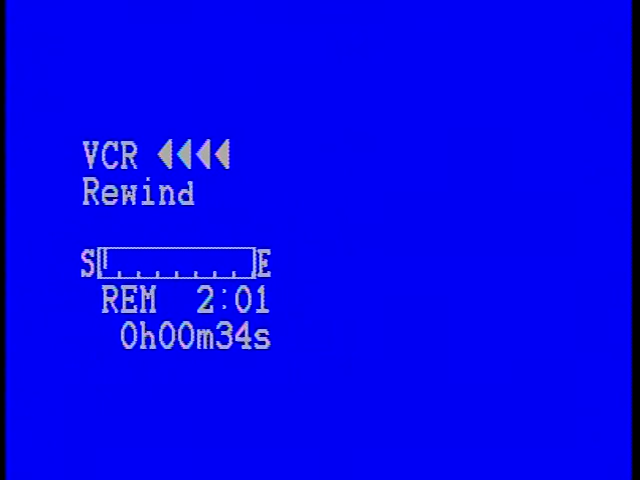 VCR ◀◀◀◀
Rewind
S E
REM 2:01
0h00m34s